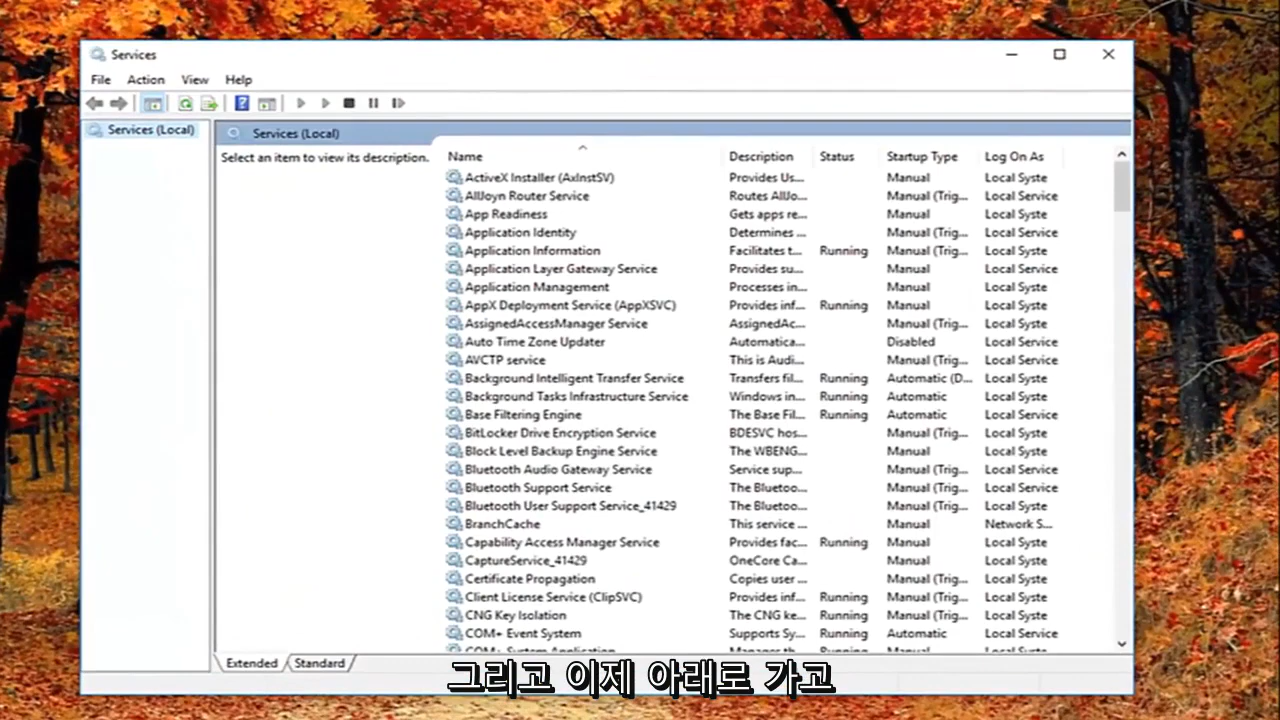 Services
File Action View Help
Services (Local)
Services (Local)
Select an item to view its description.
Name Description Status Startup Type Log On As
ActiveX Installer (AxInstSV) Provides Us... Manual Local Syste
AllJoyn Router Service Routes AllJo... Manual (Trig... Local Service
App Readiness Gets apps re... Manual Local Syste
Application Identity Determines ... Manual (Trig... Local Service
Application Information Facilitates t... Running Manual (Trig... Local Syste
Application Layer Gateway Service Provides su... Manual Local Service
Application Management Processes in... Manual Local Syste
AppX Deployment Service (AppXSVC) Provides inf... Running Manual Local Syste
AssignedAccessManager Service AssignedAc... Manual (Trig... Local Syste
Auto Time Zone Updater Automatica... Disabled Local Service
AVCTP service This is Audi... Manual (Trig... Local Service
Background Intelligent Transfer Service Transfers fil... Running Automatic (D... Local Syste
Background Tasks Infrastructure Service Windows in... Running Automatic Local Syste
Base Filtering Engine The Base Fil... Running Automatic Local Service
BitLocker Drive Encryption Service BDESVC hos... Manual (Trig... Local Syste
Block Level Backup Engine Service The WBENG... Manual Local Syste
Bluetooth Audio Gateway Service Service sup... Manual (Trig... Local Service
Bluetooth Support Service The Bluetoo... Manual (Trig... Local Service
Bluetooth User Support Service_41429 The Bluetoo... Manual (Trig... Local Syste
BranchCache This service ... Manual Network S...
Capability Access Manager Service Provides fac... Running Manual Local Syste
CaptureService_41429 OneCore Ca... Manual Local Syste
Certificate Propagation Copies user ... Manual (Trig... Local Syste
Client License Service (ClipSVC) Provides inf... Running Manual (Trig... Local Syste
CNG Key Isolation The CNG ke... Running Manual (Trig... Local Syste
COM+ Event System Supports Sy... Running Automatic Local Service
COM+ System Application Manages th... Manual Local Syste
Extended Standard
그리고 이제 아래로 가고